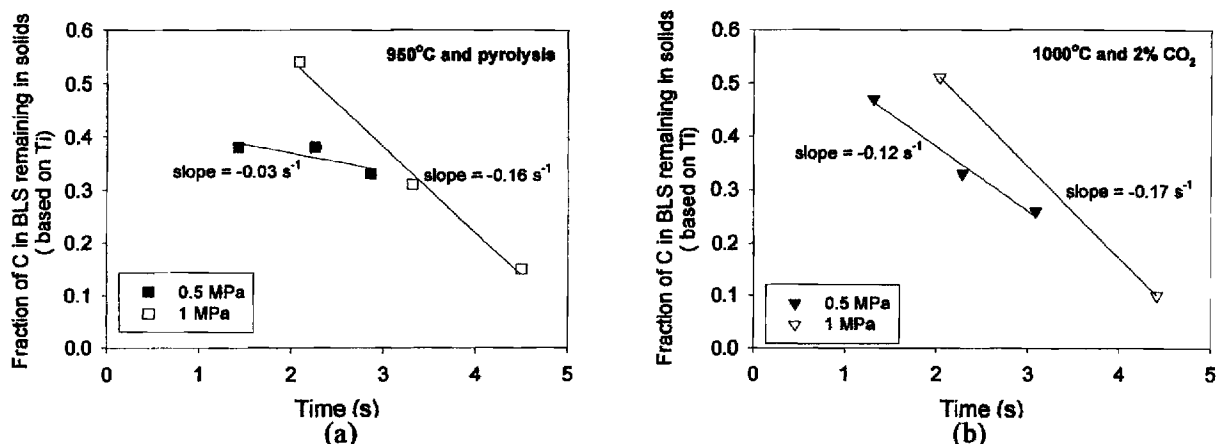 Fraction of C in BLS remaining in solids
( based on Ti)
0.6
0.5
0.4
0.3
0.2
0.1
0.0
950°C and pyrolysis
slope = -0.03 s⁻¹
slope = -0.16 s⁻¹
0.5 MPa
1 MPa
0 1 2 3 4 5
Time (s)
(a)
Fraction of C in BLS remaining in solids
( based on Ti)
0.6
0.5
0.4
0.3
0.2
0.1
0.0
1000°C and 2% CO₂
slope = -0.12 s⁻¹
slope = -0.17 s⁻¹
0.5 MPa
1 MPa
0 1 2 3 4 5
Time (s)
(b)